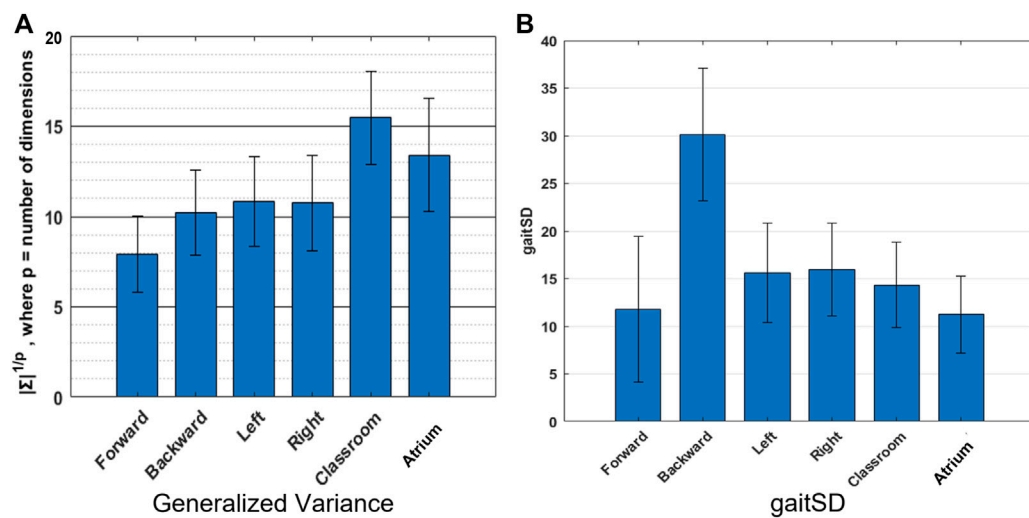 A
|Σ|^1/p , where p = number of dimensions
20
15
10
5
0
Forward
Backward
Left
Right
Classroom
Atrium
Generalized Variance
B
gaitSD
40
35
30
25
20
15
10
5
0
Forward
Backward
Left
Right
Classroom
Atrium
gaitSD